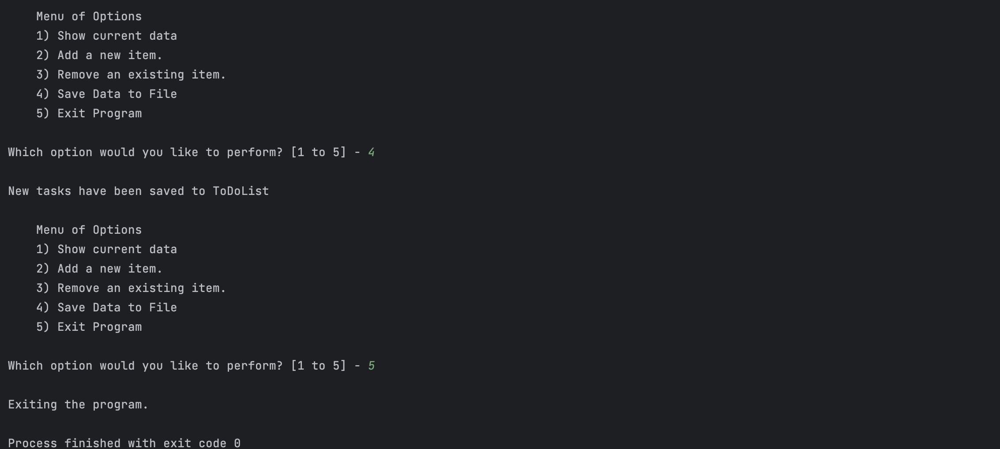 Menu of Options
1) Show current data
2) Add a new item.
3) Remove an existing item.
4) Save Data to File
5) Exit Program
Which option would you like to perform? [1 to 5] - 4
New tasks have been saved to ToDoList
Menu of Options
1) Show current data
2) Add a new item.
3) Remove an existing item.
4) Save Data to File
5) Exit Program
Which option would you like to perform? [1 to 5] - 5
Exiting the program.
Process finished with exit code 0